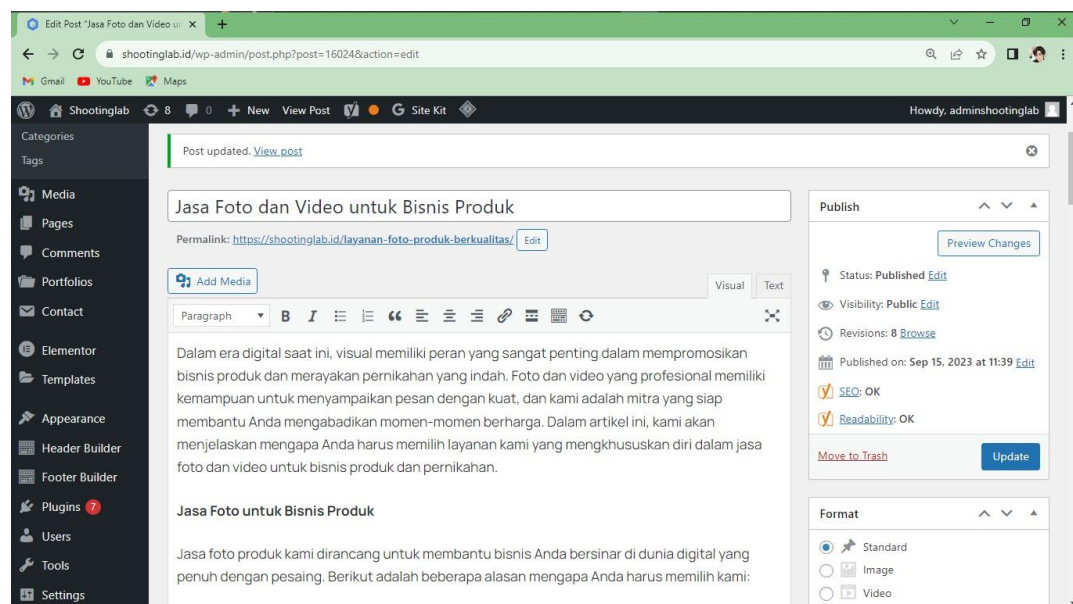 Edit Post "Jasa Foto dan Video un
shootinglab.id/wp-admin/post.php?post=16024&action=edit
Gmail YouTube Maps
Shootinglab 8 0 + New View Post Site Kit Howdy, adminshootinglab
Categories
Tags
Media
Pages
Comments
Portfolios
Contact
Elementor
Templates
Appearance
Header Builder
Footer Builder
Plugins 7
Users
Tools
Settings
Post updated. View post
Jasa Foto dan Video untuk Bisnis Produk
Permalink: https://shootinglab.id/layanan-foto-produk-berkualitas/ Edit
Add Media
Visual Text
Paragraph B I
Dalam era digital saat ini, visual memiliki peran yang sangat penting dalam mempromosikan
bisnis produk dan merayakan pernikahan yang indah. Foto dan video yang profesional memiliki
kemampuan untuk menyampaikan pesan dengan kuat, dan kami adalah mitra yang siap
membantu Anda mengabadikan momen-momen berharga. Dalam artikel ini, kami akan
menjelaskan mengapa Anda harus memilih layanan kami yang mengkhususkan diri dalam jasa
foto dan video untuk bisnis produk dan pernikahan.
Jasa Foto untuk Bisnis Produk
Jasa foto produk kami dirancang untuk membantu bisnis Anda bersinar di dunia digital yang
penuh dengan pesaing. Berikut adalah beberapa alasan mengapa Anda harus memilih kami:
Publish
Preview Changes
Status: Published Edit
Visibility: Public Edit
Revisions: 8 Browse
Published on: Sep 15, 2023 at 11:39 Edit
SEO: OK
Readability: OK
Move to Trash
Update
Format
Standard
Image
Video